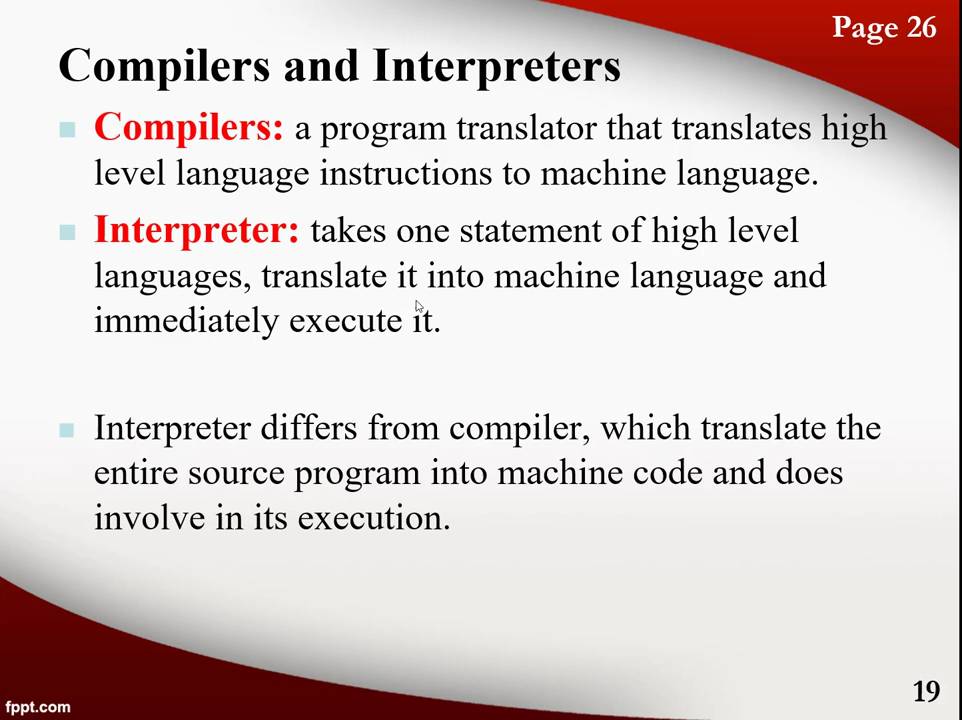 Page 26
Compilers and Interpreters
Compilers: a program translator that translates high
level language instructions to machine language.
Interpreter: takes one statement of high level
languages, translate it into machine language and
immediately execute it.
Interpreter differs from compiler, which translate the
entire source program into machine code and does
involve in its execution.
19
fppt.com